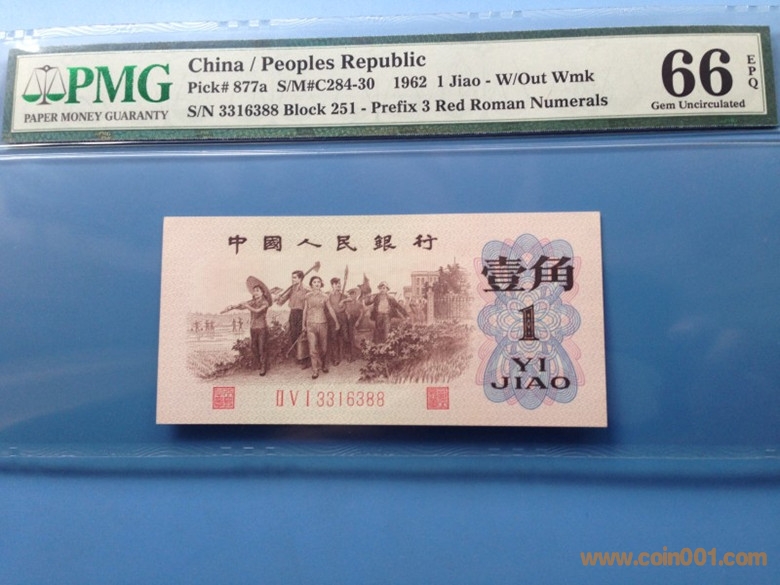 PMG
PAPER MONEY GUARANTY
China / Peoples Republic
Pick# 877a S/M#C284-30 1962 1 Jiao - W/Out Wmk
S/N 3316388 Block 251 - Prefix 3 Red Roman Numerals
66
EPQ
Gem Uncirculated
中國人民銀行
壹角
1
YI
JIAO
II V I 3316388
www.coin001.com